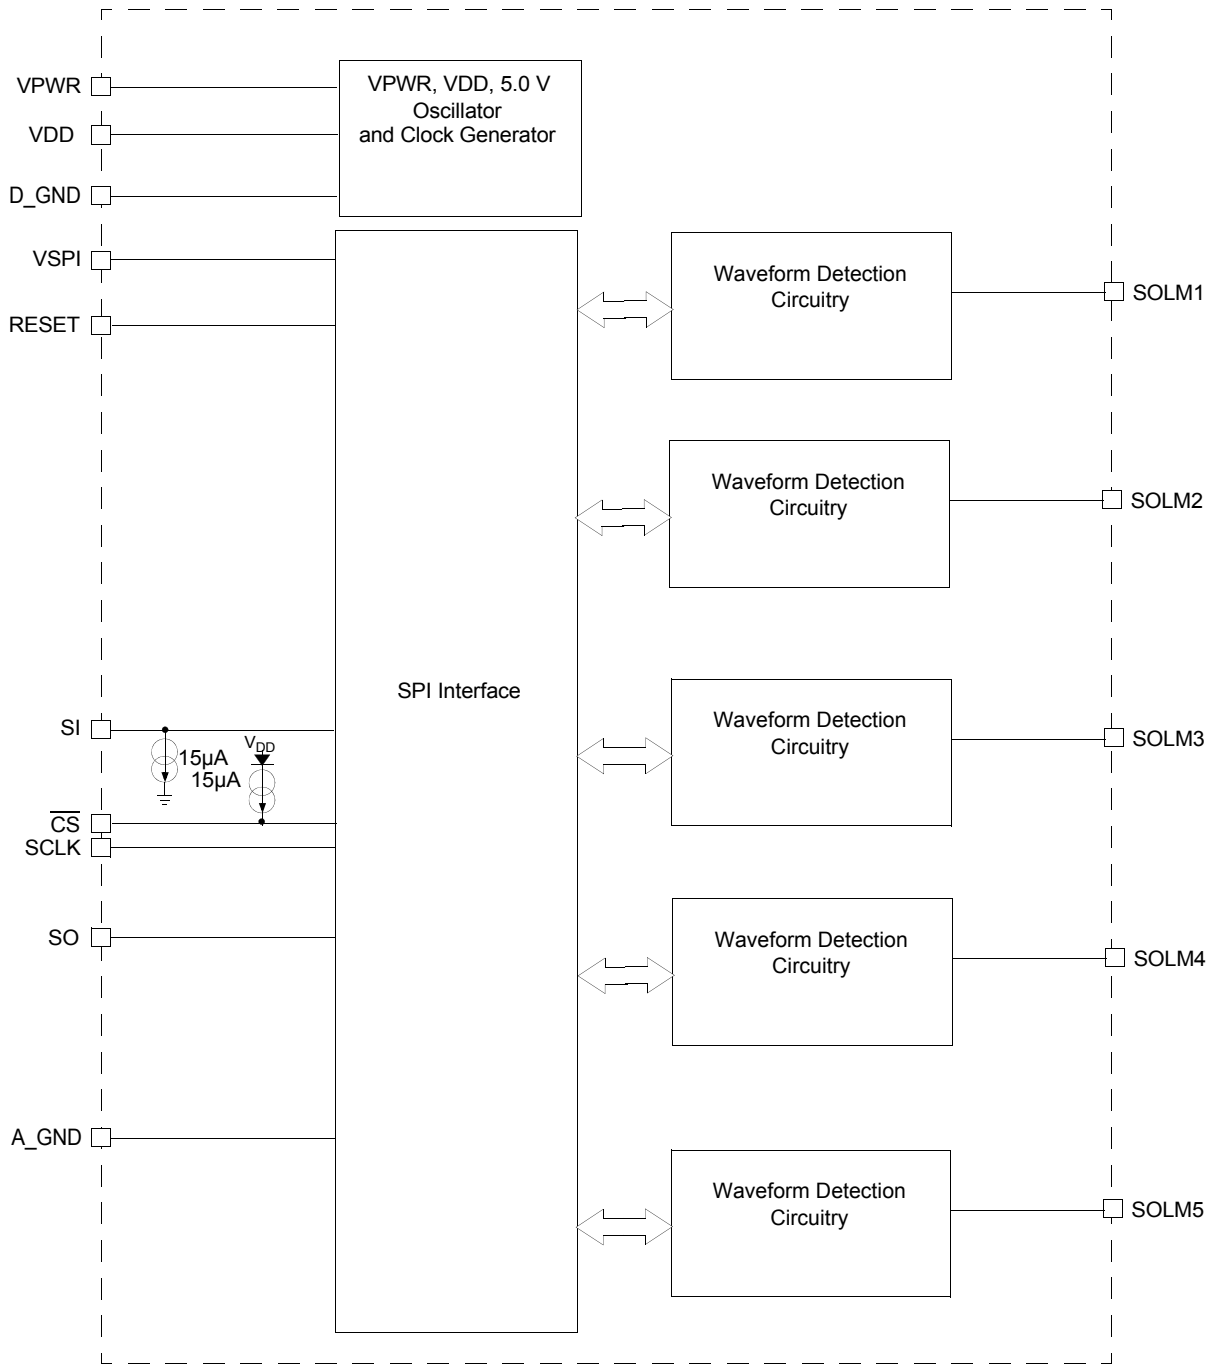 VPWR
VDD
D_GND
VPWR, VDD, 5.0 V
Oscillator
and Clock Generator
VSPI
RESET
SI
15µA
VDD
15µA
CS
SCLK
SO
A_GND
SPI Interface
Waveform Detection
Circuitry
SOLM1
Waveform Detection
Circuitry
SOLM2
Waveform Detection
Circuitry
SOLM3
Waveform Detection
Circuitry
SOLM4
Waveform Detection
Circuitry
SOLM5